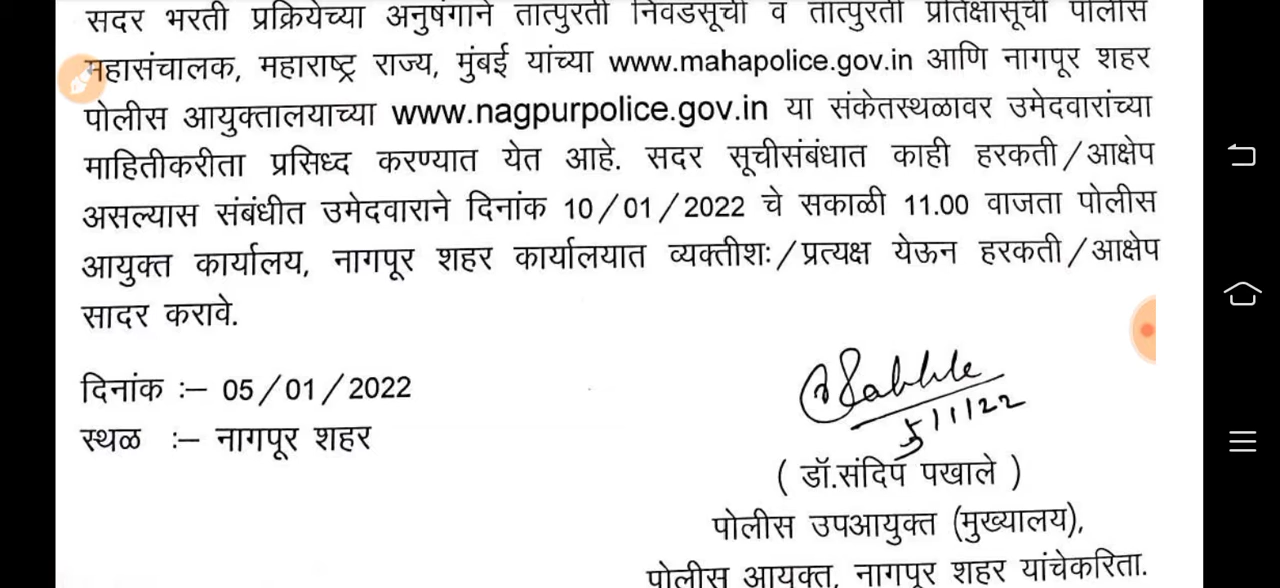 सदर भरती प्रक्रियेच्या अनुषंगाने तात्पुरती निवडसूची व तात्पुरती प्रतिक्षासूची पोलीस
महासंचालक, महाराष्ट्र राज्य, मुंबई यांच्या www.mahapolice.gov.in आणि नागपूर शहर
पोलीस आयुक्तालयाच्या www.nagpurpolice.gov.in या संकेतस्थळावर उमेदवारांच्या
माहितीकरीता प्रसिध्द करण्यात येत आहे. सदर सूचीसंबंधात काही हरकती/आक्षेप
असल्यास संबंधीत उमेदवाराने दिनांक 10/01/2022 चे सकाळी 11.00 वाजता पोलीस
आयुक्त कार्यालय, नागपूर शहर कार्यालयात व्यक्तीशः/प्रत्यक्ष येऊन हरकती/आक्षेप
सादर करावे.
दिनांक :– 05/01/2022
स्थळ :– नागपूर शहर
5/1/22
( डॉ.संदिप पखाले )
पोलीस उपआयुक्त (मुख्यालय),
पोलीस आयुक्त, नागपूर शहर यांचेकरिता.